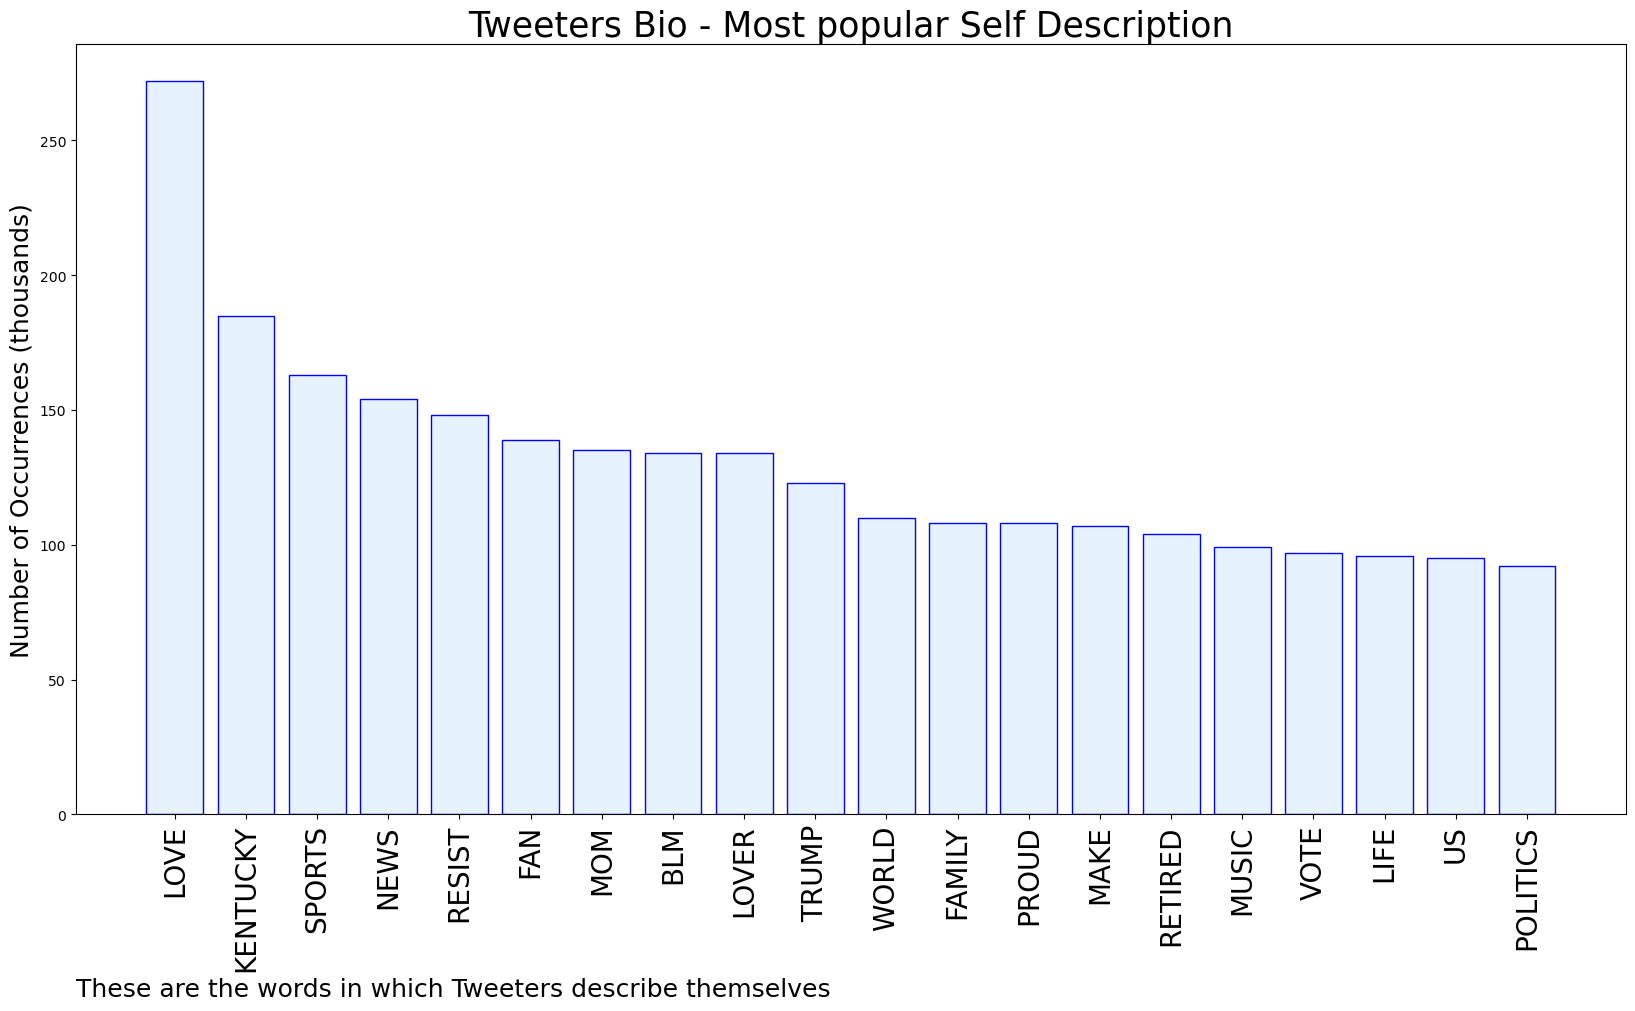 Tweeters Bio - Most popular Self Description
Number of Occurrences (thousands)
250
200
150
100
50
0
LOVE
KENTUCKY
SPORTS
NEWS
RESIST
FAN
MOM
BLM
LOVER
TRUMP
WORLD
FAMILY
PROUD
MAKE
RETIRED
MUSIC
VOTE
LIFE
US
POLITICS
These are the words in which Tweeters describe themselves